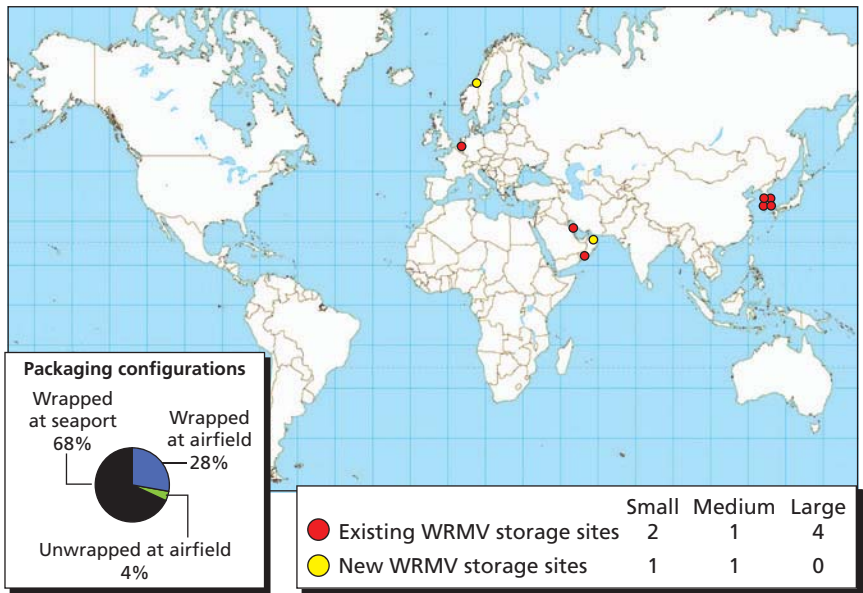 Packaging configurations
Wrapped
at seaport
68%
Wrapped
at airfield
28%
Unwrapped at airfield
4%
Small Medium Large
Existing WRMV storage sites 2 1 4
New WRMV storage sites 1 1 0